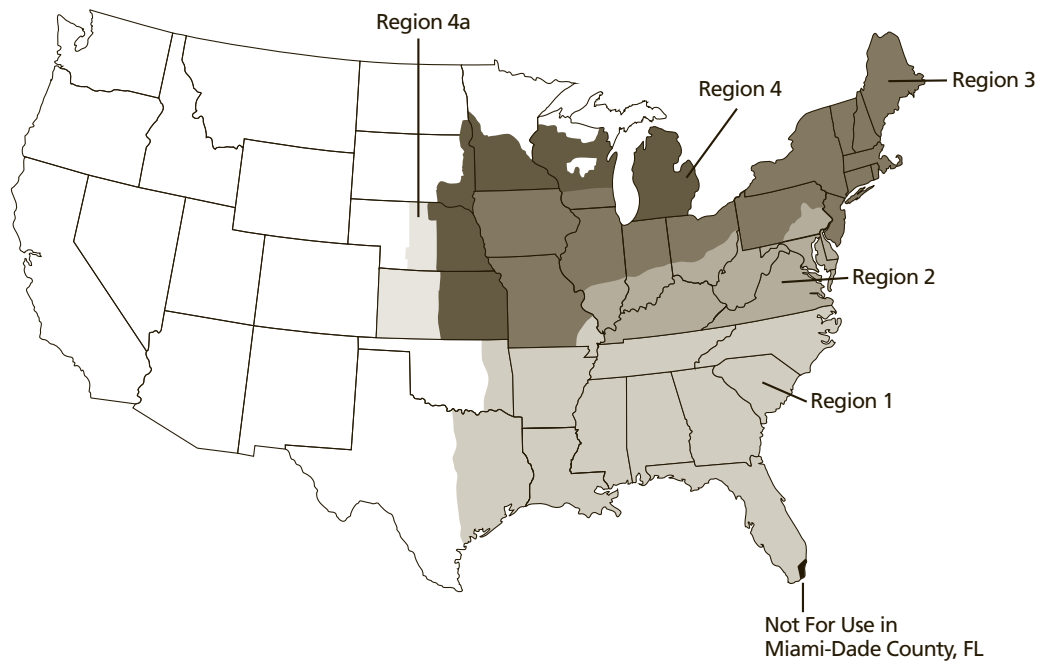 Region 4a
Region 3
Region 4
Region 2
Region 1
Not For Use in
Miami-Dade County, FL